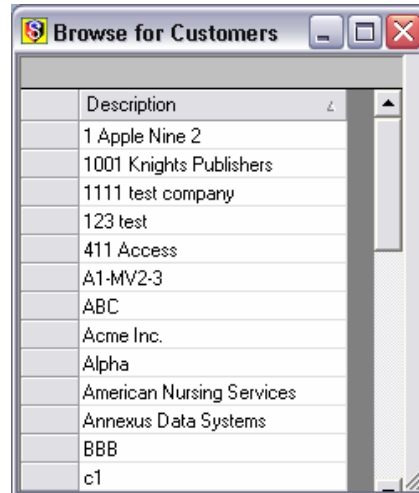 Browse for Customers
Description
1 Apple Nine 2
1001 Knights Publishers
1111 test company
123 test
411 Access
A1-MV2-3
ABC
Acme Inc.
Alpha
American Nursing Services
Annexus Data Systems
BBB
c1